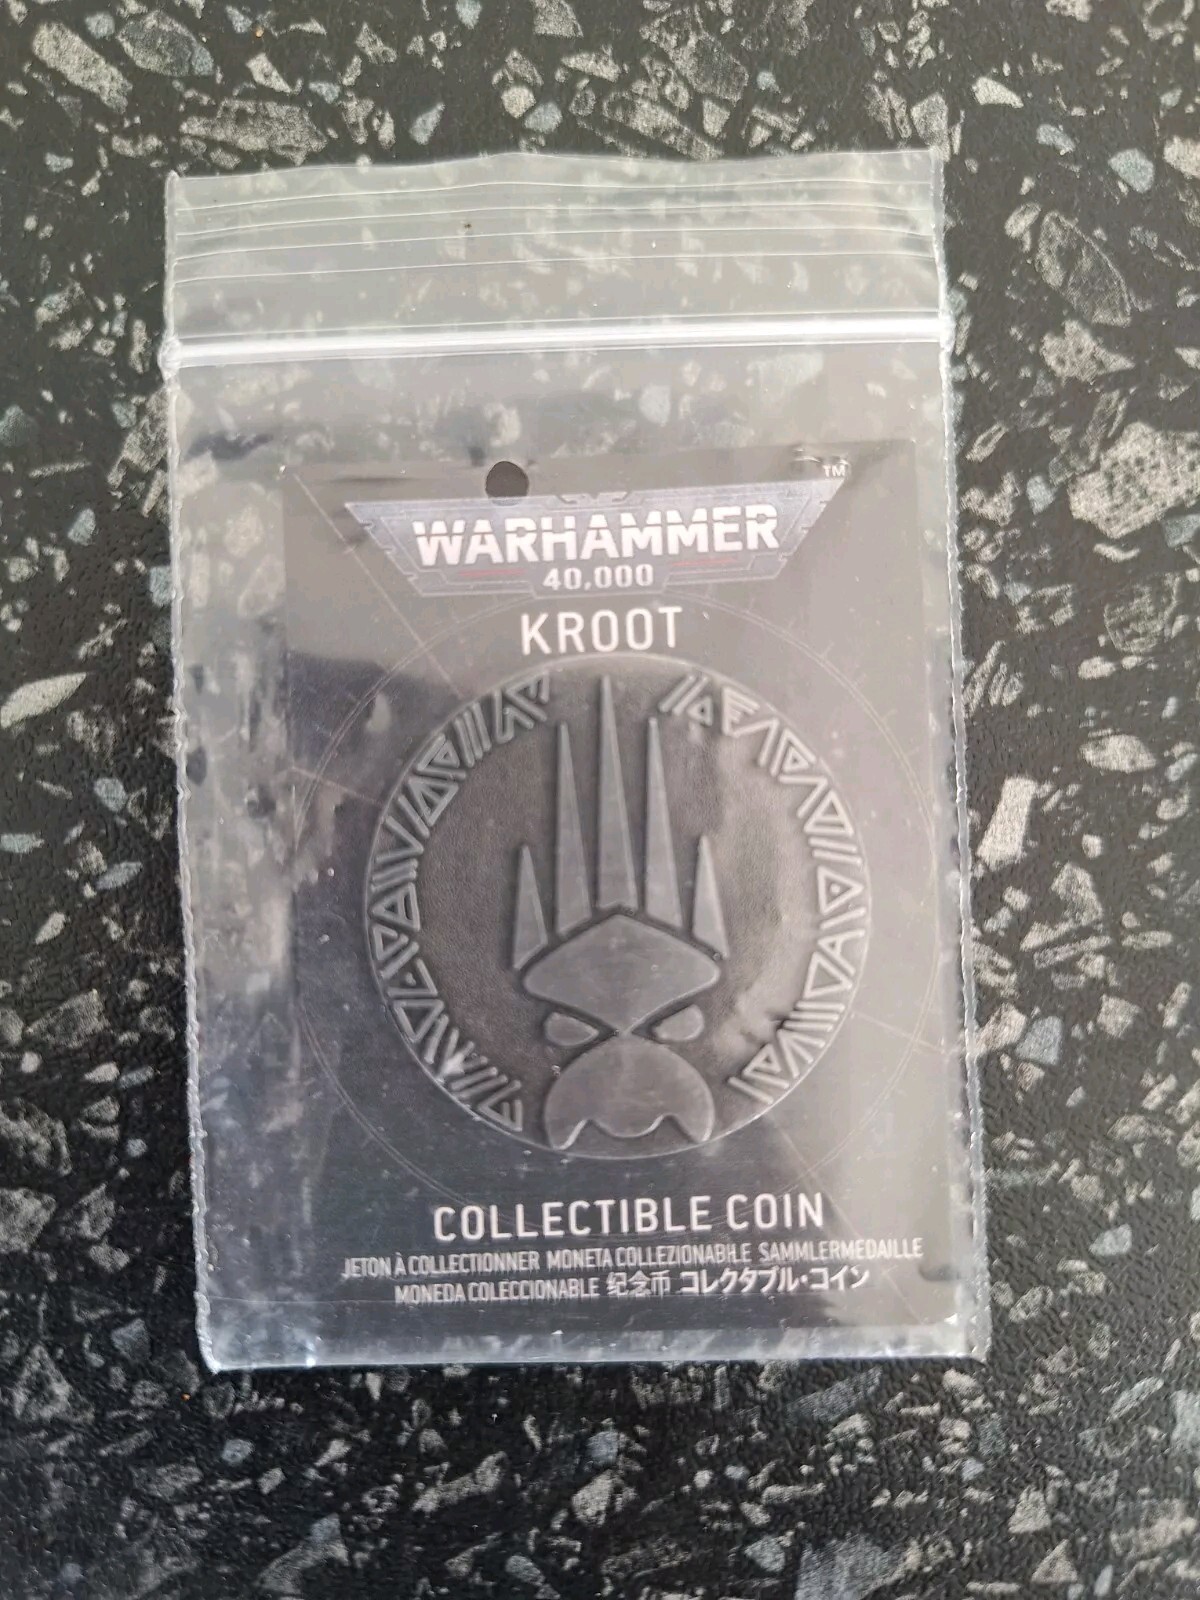 WARHAMMER
TM
40,000
KROOT
COLLECTIBLE COIN
JETON À COLLECTIONNER MONETA COLLEZIONABILE SAMMLERMEDAILLE
MONEDA COLECCIONABLE 纪念币 コレクタブル・コイン